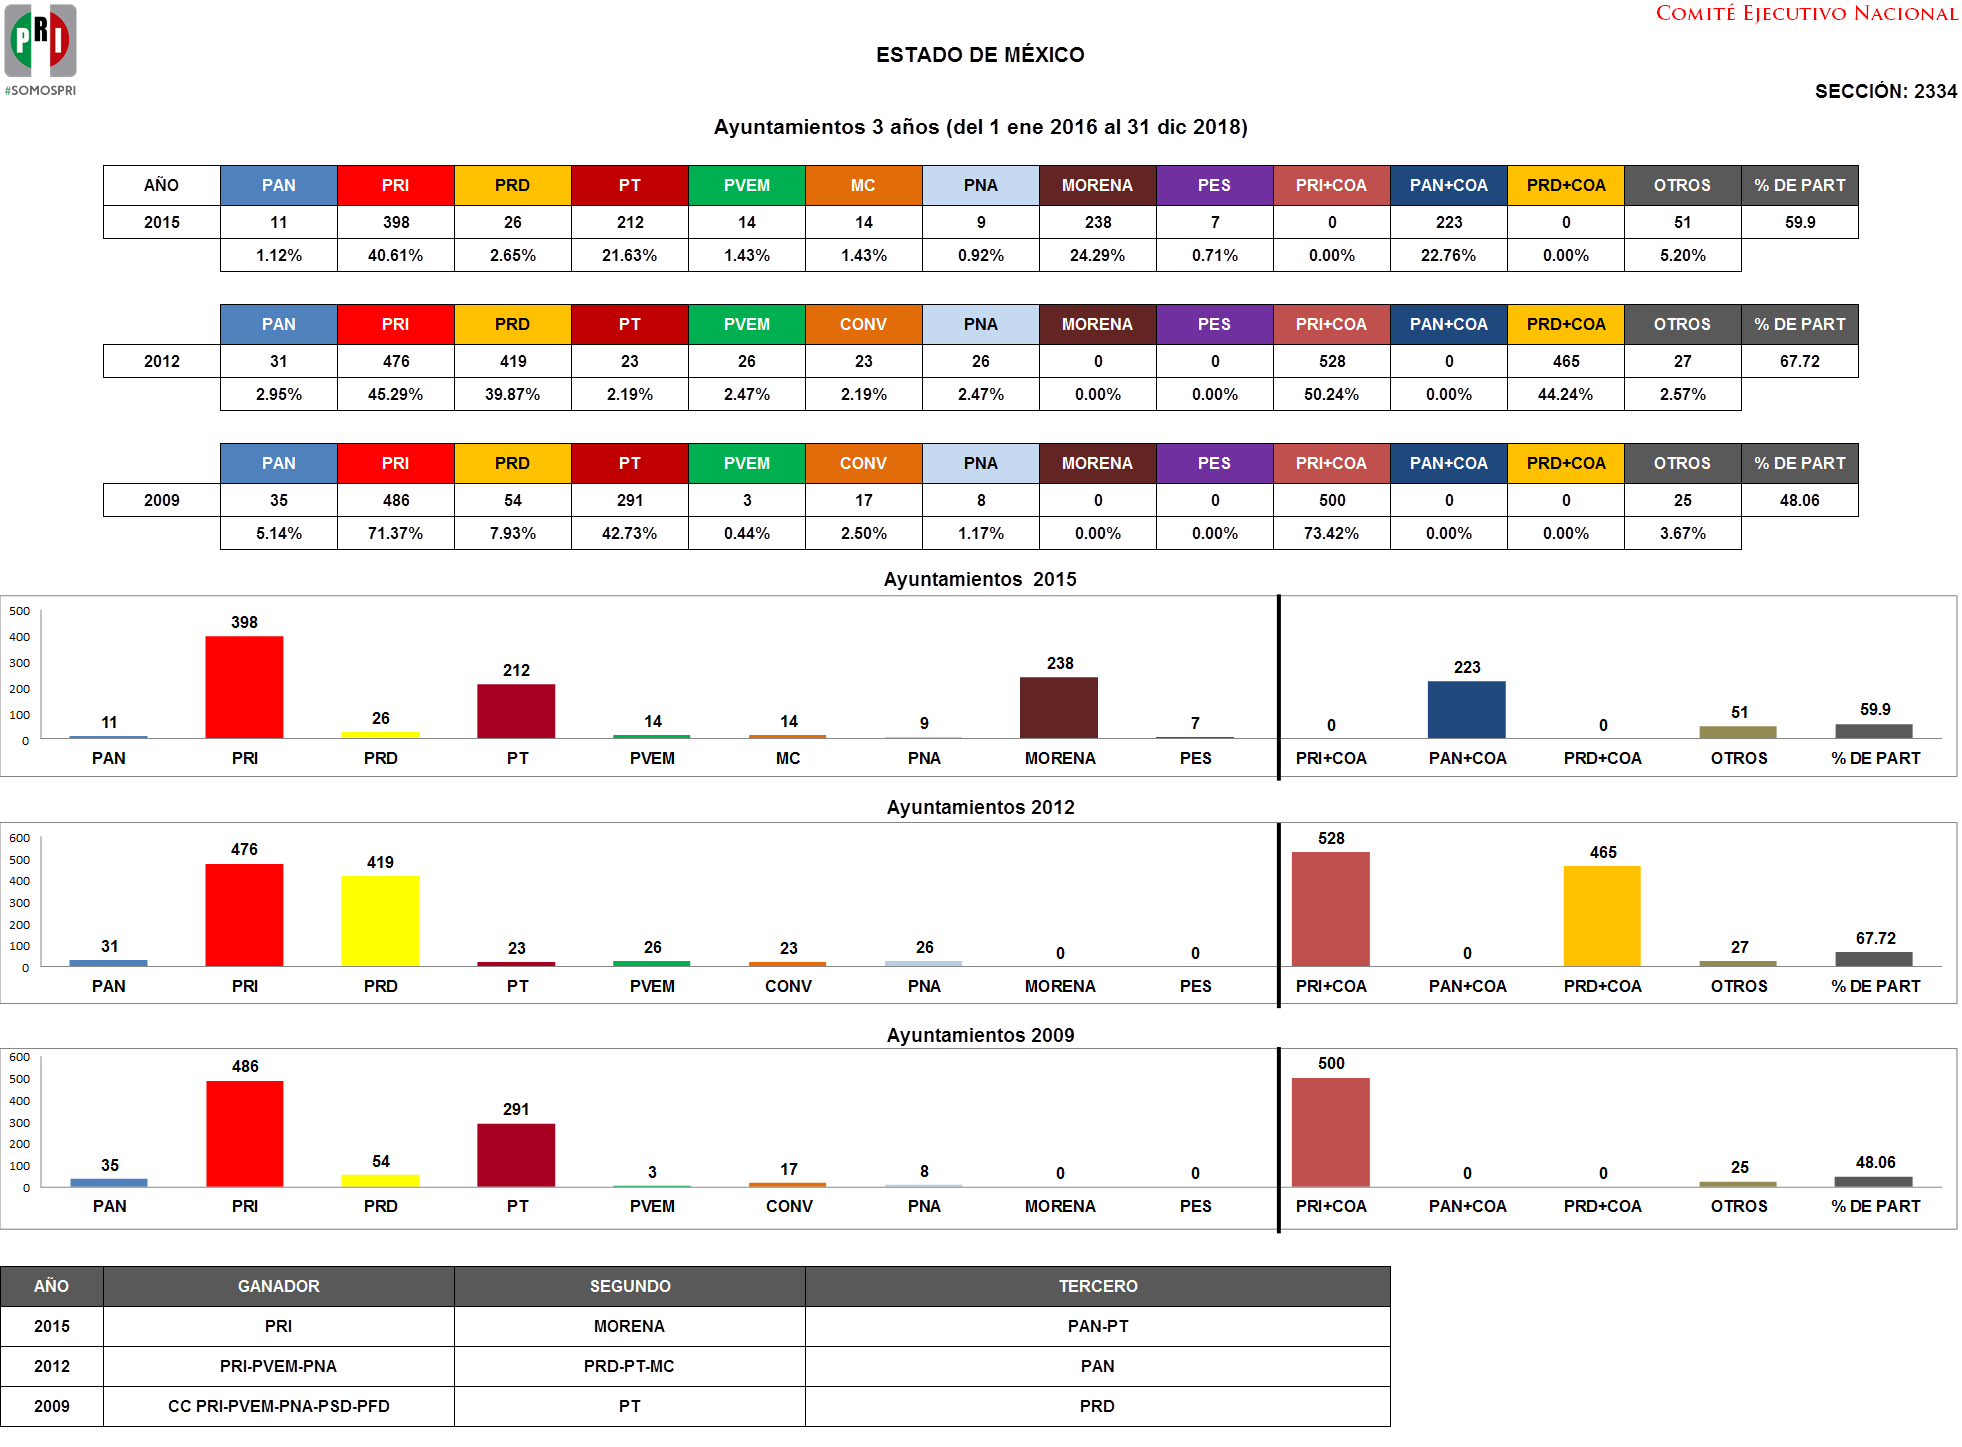 PRI
#SOMOSPRI
COMITÉ EJECUTIVO NACIONAL
ESTADO DE MÉXICO
SECCIÓN: 2334
Ayuntamientos 3 años (del 1 ene 2016 al 31 dic 2018)
AÑO PAN PRI PRD PT PVEM MC PNA MORENA PES PRI+COA PAN+COA PRD+COA OTROS % DE PART
2015 11 398 26 212 14 14 9 238 7 0 223 0 51 59.9
1.12% 40.61% 2.65% 21.63% 1.43% 1.43% 0.92% 24.29% 0.71% 0.00% 22.76% 0.00% 5.20%
PAN PRI PRD PT PVEM CONV PNA MORENA PES PRI+COA PAN+COA PRD+COA OTROS % DE PART
2012 31 476 419 23 26 23 26 0 0 528 0 465 27 67.72
2.95% 45.29% 39.87% 2.19% 2.47% 2.19% 2.47% 0.00% 0.00% 50.24% 0.00% 44.24% 2.57%
PAN PRI PRD PT PVEM CONV PNA MORENA PES PRI+COA PAN+COA PRD+COA OTROS % DE PART
2009 35 486 54 291 3 17 8 0 0 500 0 0 25 48.06
5.14% 71.37% 7.93% 42.73% 0.44% 2.50% 1.17% 0.00% 0.00% 73.42% 0.00% 0.00% 3.67%
Ayuntamientos 2015
500
400
300
200
100
0
11 398 26 212 14 14 9 238 7 0 223 0 51 59.9
PAN PRI PRD PT PVEM MC PNA MORENA PES PRI+COA PAN+COA PRD+COA OTROS % DE PART
Ayuntamientos 2012
600
500
400
300
200
100
0
31 476 419 23 26 23 26 0 0 528 0 465 27 67.72
PAN PRI PRD PT PVEM CONV PNA MORENA PES PRI+COA PAN+COA PRD+COA OTROS % DE PART
Ayuntamientos 2009
600
500
400
300
200
100
0
35 486 54 291 3 17 8 0 0 500 0 0 25 48.06
PAN PRI PRD PT PVEM CONV PNA MORENA PES PRI+COA PAN+COA PRD+COA OTROS % DE PART
AÑO GANADOR SEGUNDO TERCERO
2015 PRI MORENA PAN-PT
2012 PRI-PVEM-PNA PRD-PT-MC PAN
2009 CC PRI-PVEM-PNA-PSD-PFD PT PRD